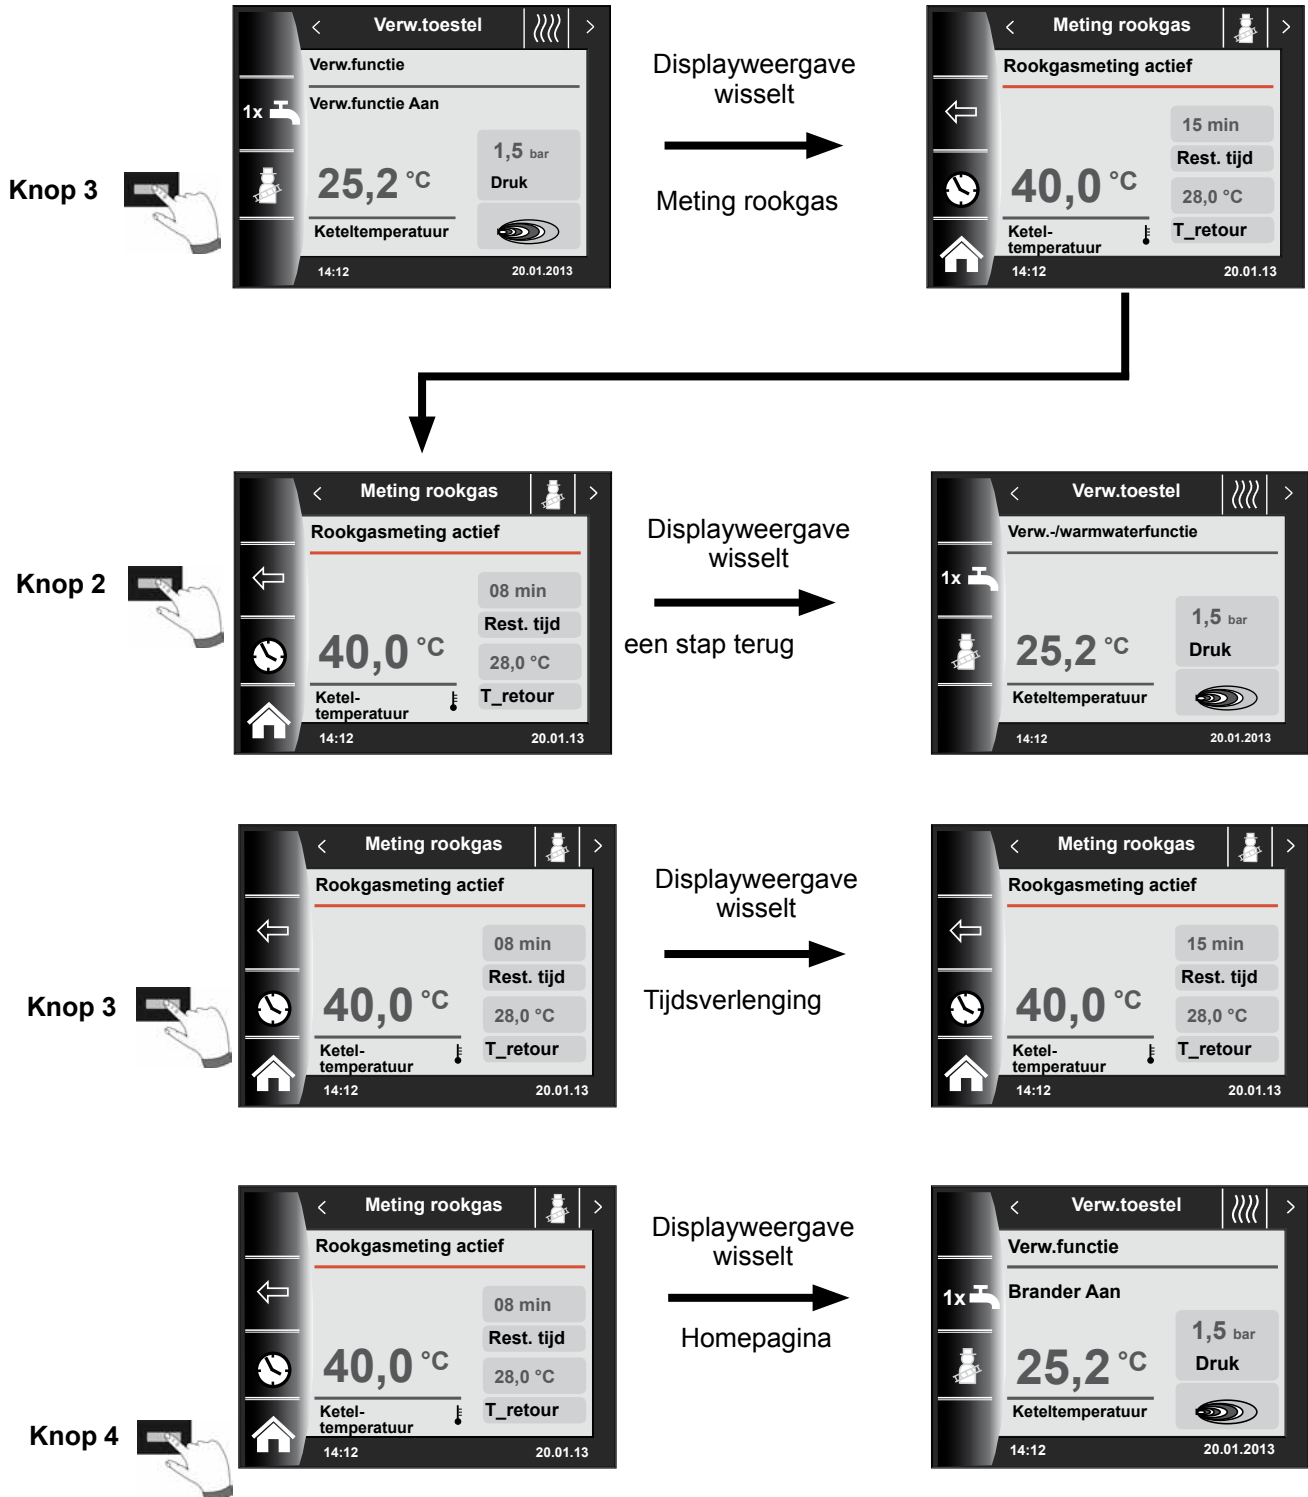 Verw.toestel
Verw.functie
Verw.functie Aan
1x
1,5 bar
Druk
25,2 °C
Keteltemperatuur
14:12
20.01.2013
Knop 3
Displayweergave
wisselt
Meting rookgas
Meting rookgas
Rookgasmeting actief
15 min
Rest. tijd
40,0 °C
28,0 °C
Ketel-
temperatuur
T_retour
14:12
20.01.13
Knop 2
Meting rookgas
Rookgasmeting actief
08 min
Rest. tijd
40,0 °C
28,0 °C
Ketel-
temperatuur
T_retour
14:12
20.01.13
Displayweergave
wisselt
een stap terug
Verw.toestel
Verw.-/warmwaterfunctie
1x
1,5 bar
Druk
25,2 °C
Keteltemperatuur
14:12
20.01.2013
Knop 3
Meting rookgas
Rookgasmeting actief
08 min
Rest. tijd
40,0 °C
28,0 °C
Ketel-
temperatuur
T_retour
14:12
20.01.13
Displayweergave
wisselt
Tijdsverlenging
Meting rookgas
Rookgasmeting actief
15 min
Rest. tijd
40,0 °C
28,0 °C
Ketel-
temperatuur
T_retour
14:12
20.01.13
Knop 4
Meting rookgas
Rookgasmeting actief
08 min
Rest. tijd
40,0 °C
28,0 °C
Ketel-
temperatuur
T_retour
14:12
20.01.13
Displayweergave
wisselt
Homepagina
Verw.toestel
Verw.functie
Brander Aan
1x
1,5 bar
Druk
25,2 °C
Keteltemperatuur
14:12
20.01.2013